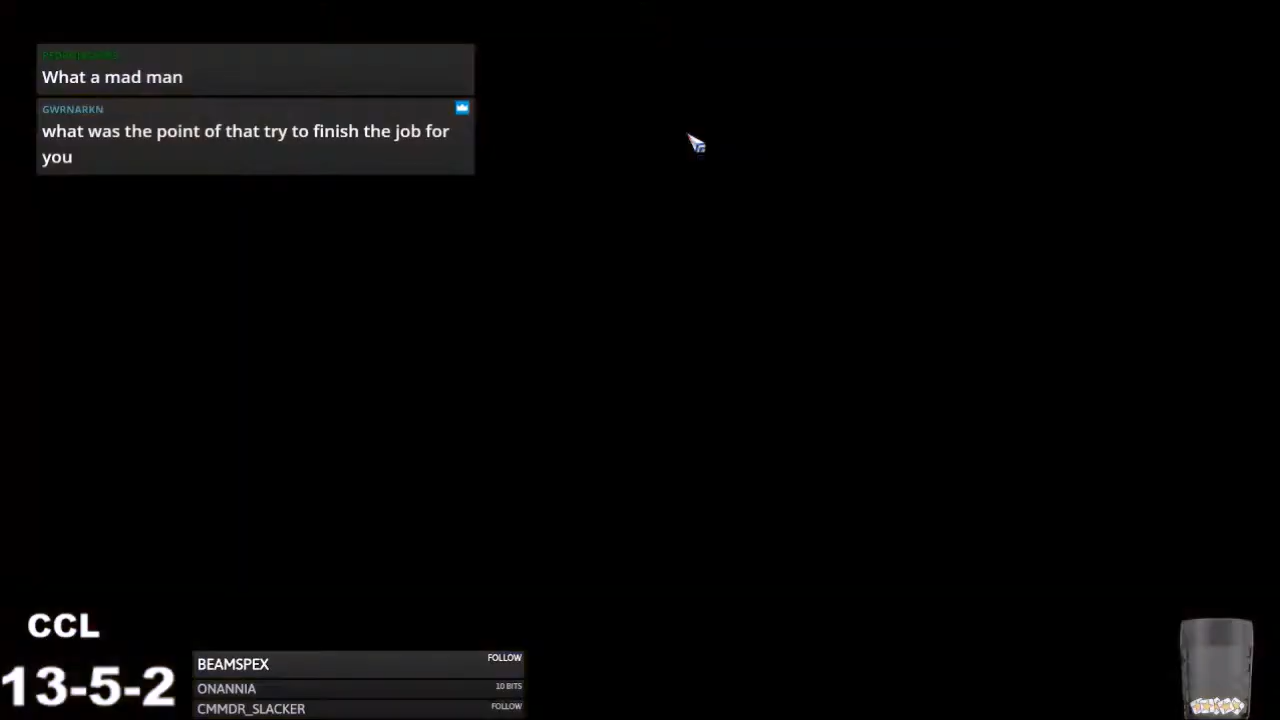 What a mad man
GWRNARKN
what was the point of that try to finish the job for
you
CCL
13-5-2
BEAMSPEX FOLLOW
ONANNIA 10 BITS
CMMDR_SLACKER FOLLOW